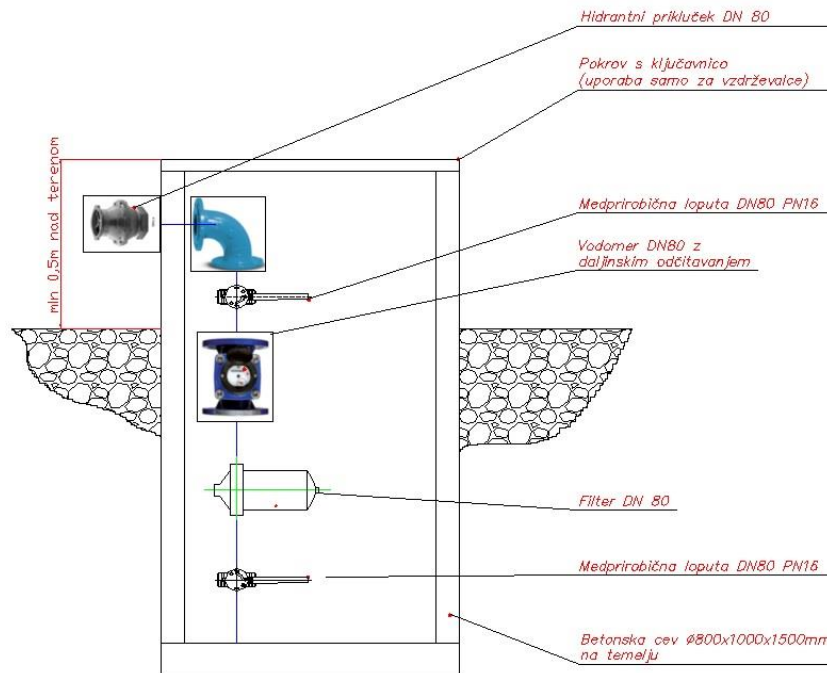 Hidrantni prikluček DN 80
Pokrov s ključavnico
(uporaba samo za vzdrževalce)
min 0,5m nad terenom
Medprirobična loputa DN80 PN16
Vodomer DN80 z
daljinskim odčitavanjem
Filter DN 80
Medprirobična loputa DN80 PN16
Betonska cev Ø800x1000x1500mm
na temelju